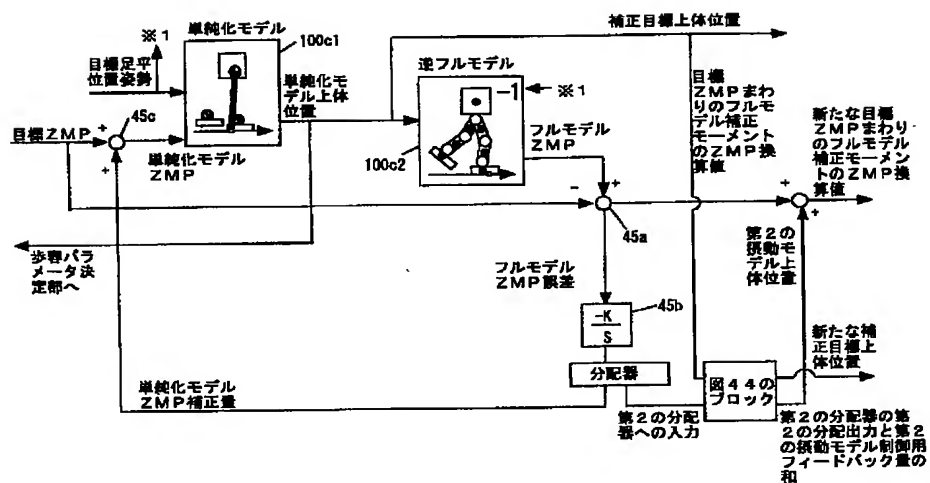 ※1
目標足平
位置姿勢
単純化モデル
100c1
単純化モ
デル上体
位置
補正目標上体位置
逆フルモデル
-1
※1
100c2
フルモデル
ZMP
目標
ZMPまわ
りのフルモ
デル補正
モーメント
のZMP換
算値
新たな目標
ZMPまわり
のフルモデル
補正モーメン
トのZMP換
算値
目標ZMP
+
+
45c
単純化モデル
ZMP
-
+
45a
+
+
歩容パラ
メータ決
定部へ
フルモデル
ZMP誤差
第2の
摂動モ
デル上
体位置
-K
S
45b
分配器
単純化モデル
ZMP補正量
第2の分配
器への入力
図44の
ブロック
新たな補
正目標上
体位置
第2の分配器の第
2の分配出力と第2
の摂動モデル制御用
フィードバック量の
和